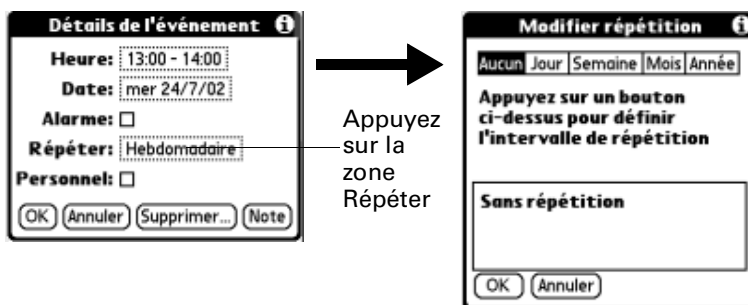 Détails de l'événement
Heure: 13:00 - 14:00
Date: mer 24/7/02
Alarme:
Répéter: Hebdomadaire
Personnel:
OK Annuler Supprimer... Note
Appuyez
sur la
zone
Répéter
Modifier répétition
Aucun Jour Semaine Mois Année
Appuyez sur un bouton
ci-dessus pour définir
l'intervalle de répétition
Sans répétition
OK Annuler